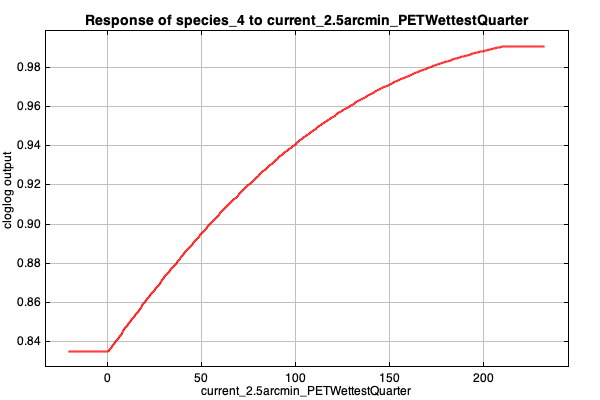 Response of species_4 to current_2.5arcmin_PETWettestQuarter
0.98
0.96
0.94
0.92
0.90
0.88
0.86
0.84
cloglog output
0 50 100 150 200
current_2.5arcmin_PETWettestQuarter